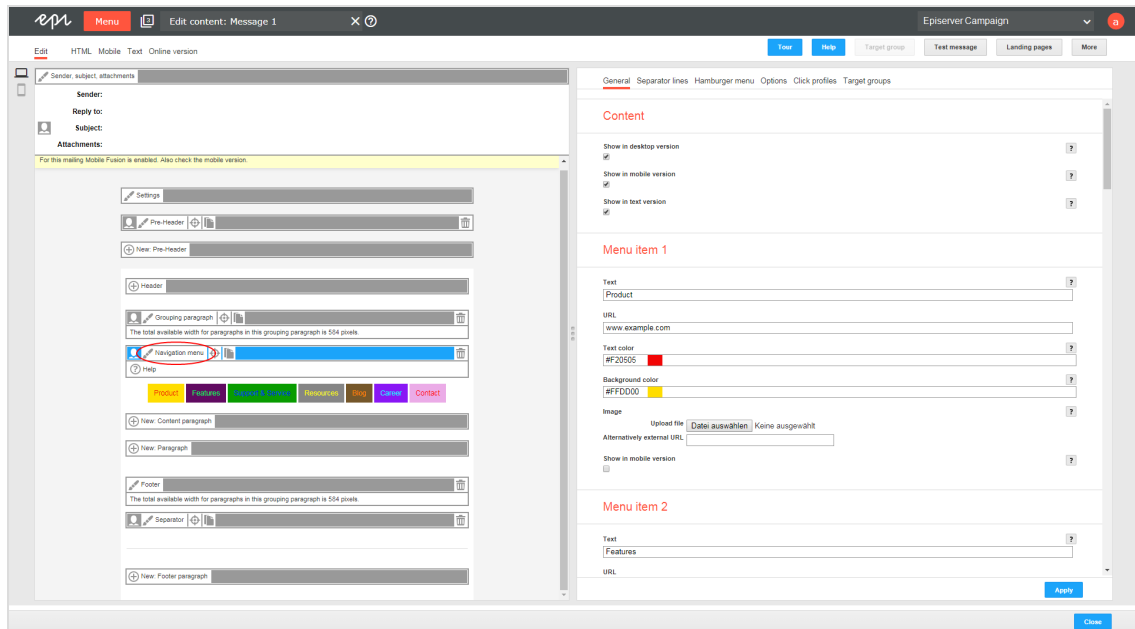 epi Menu 3 Edit content: Message 1 Episerver Campaign a
Edit HTML Mobile Text Online version Tour Help Target group Text message Landing pages More
Sender, subject, attachments
Sender:
Reply to:
Subject:
Attachments:
For this mailing Mobile Fusion is enabled. Also check the mobile version.
Settings
Pre-Header
New: Pre-Header
Header
Grouping paragraph
The total available width for paragraphs in this grouping paragraph is 584 pixels.
Navigation menu
? Help
Product Features Support & Service Resources Blog Career Contact
New: Content paragraph
New: Paragraph
Footer
The total available width for paragraphs in this grouping paragraph is 584 pixels.
Separator
New: Footer paragraph
General Separator lines Hamburger menu Options Click profiles Target groups
Content
Show in desktop version ?
Show in mobile version ?
Show in text version ?
Menu item 1
Text ?
Product
URL
www.example.com
Text color ?
#F20505
Background color ?
#FFDD00
Image ?
Upload file Datei auswählen Keine ausgewählt
Alternatively external URL
Show in mobile version ?
Menu item 2
Text ?
Features
URL
Apply
Close